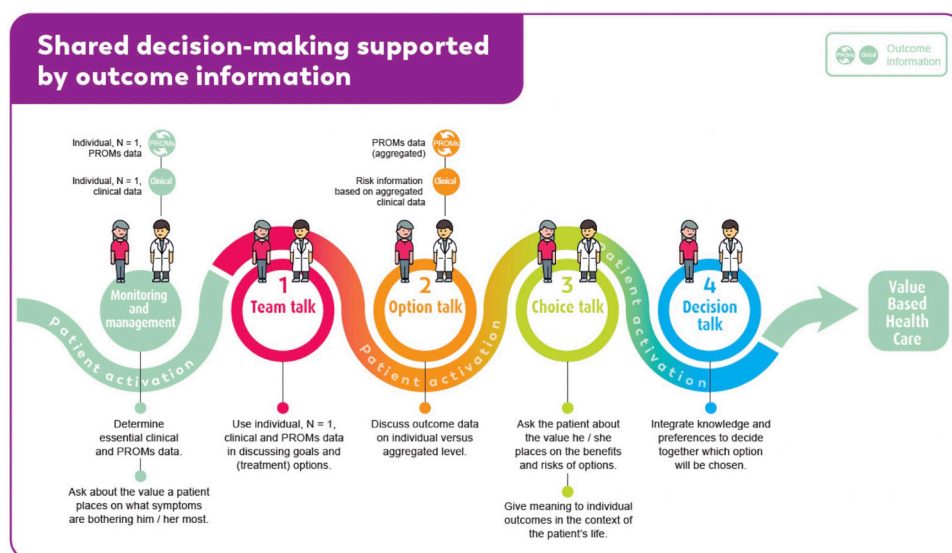 Shared decision-making supported
by outcome information
PROMs
Clinical
Outcome
information
Individual, N = 1,
PROMs data
PROMs
Individual, N = 1,
clinical data
Clinical
PROMs data
(aggregated)
PROMs
Risk information
based on aggregated
clinical data
Clinical
Monitoring
and
management
1
Team talk
2
Option talk
3
Choice talk
4
Decision
talk
Value
Based
Health
Care
Patient activation
Patient activation
Patient activation
Determine
essential clinical
and PROMs data.
Ask about the value a patient
places on what symptoms
are bothering him / her most.
Use individual, N = 1,
clinical and PROMs data
in discussing goals and
(treatment) options.
Discuss outcome data
on individual versus
aggregated level.
Ask the patient about
the value he / she
places on the benefits
and risks of options.
Give meaning to individual
outcomes in the context of
the patient's life.
Integrate knowledge and
preferences to decide
together which option
will be chosen.